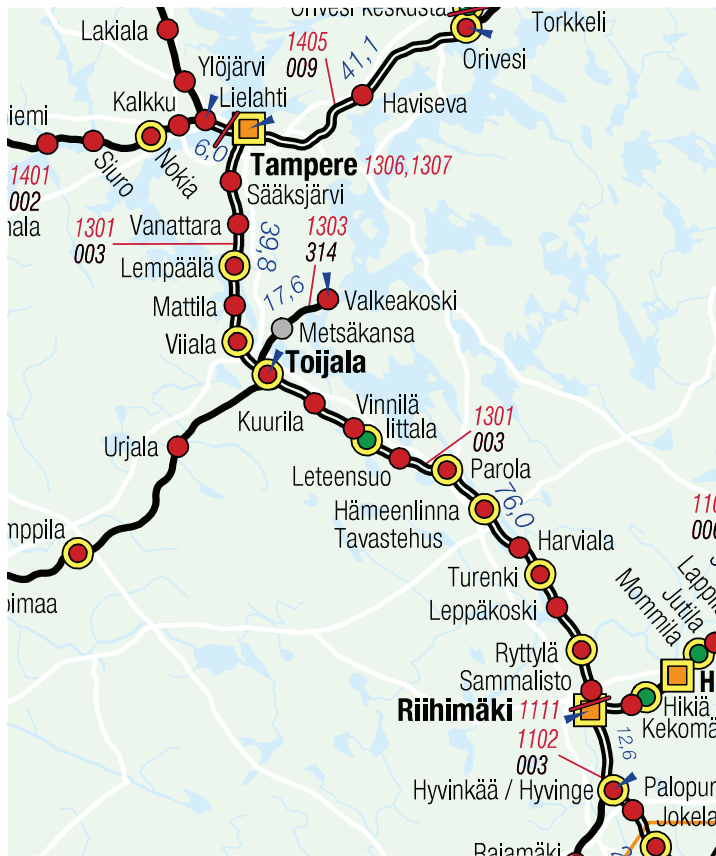 Orivesi keskusta
Torkkeli
Lakiala
1405
009
41,1
Orivesi
Ylöjärvi
Kalkku
Lielahti
Haviseva
6,0
Siuro
Nokia
Tampere 1306, 1307
1401
002
Sääksjärvi
1301
003
Vanattara
39,8
1303
314
Lempäälä
17,6
Mattila
Valkeakoski
Viiala
Metsäkansa
Toijala
Kuurila
Vinnilä
Iittala
1301
003
Urjala
Leteensuo
Parola
76,0
Hämeenlinna
Tavastehus
Harviala
Turenki
Leppäkoski
Mommila
Jutila
Ryttylä
Sammalisto
Riihimäki 1111
H
Hikiä
Kekomä
1102
003
12,6
Hyvinkää / Hyvinge
Palopur
Jokela
Rajamäki